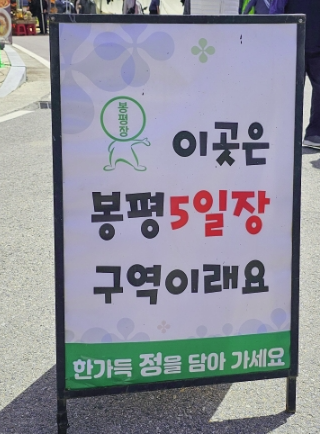 봉평장
이곳은
봉평5일장
구역이래요
한가득 정을 담아 가세요